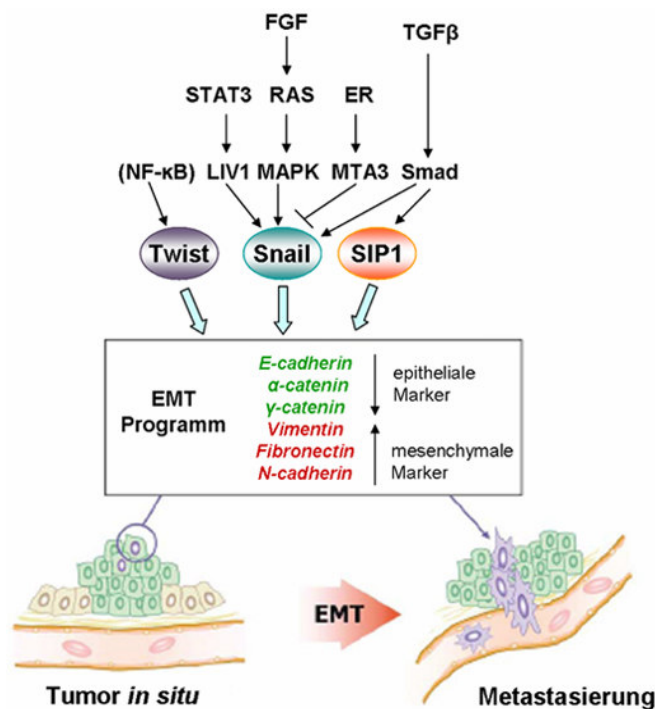 FGF
TGFβ
STAT3 RAS ER
(NF-κB) LIV1 MAPK MTA3 Smad
Twist Snail SIP1
EMT
Programm
E-cadherin
α-catenin
γ-catenin
Vimentin
Fibronectin
N-cadherin
epitheliale
Marker
mesenchymale
Marker
EMT
Tumor in situ
Metastasierung